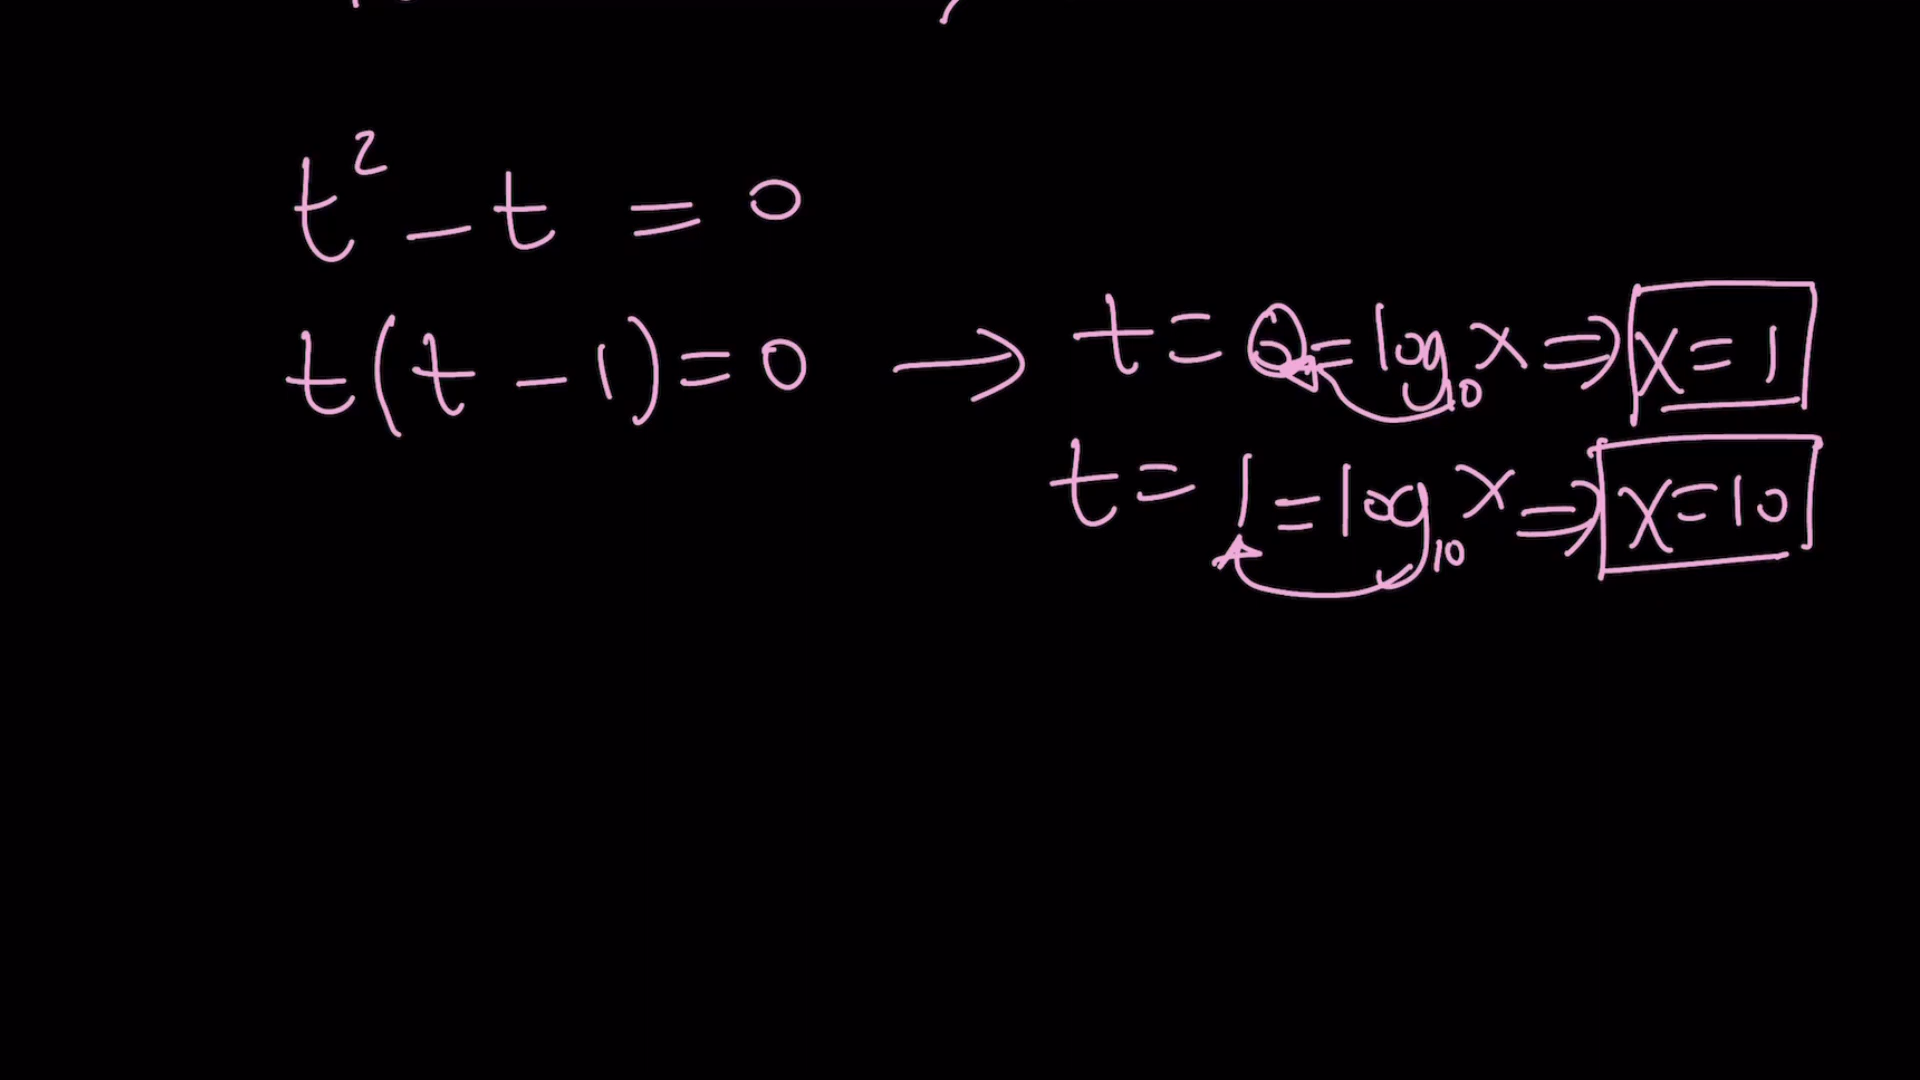 t² - t = 0
t(t - 1) = 0 → t = 0 = log₁₀ x ⇒ x = 1
t = 1 = log₁₀ x ⇒ x = 10